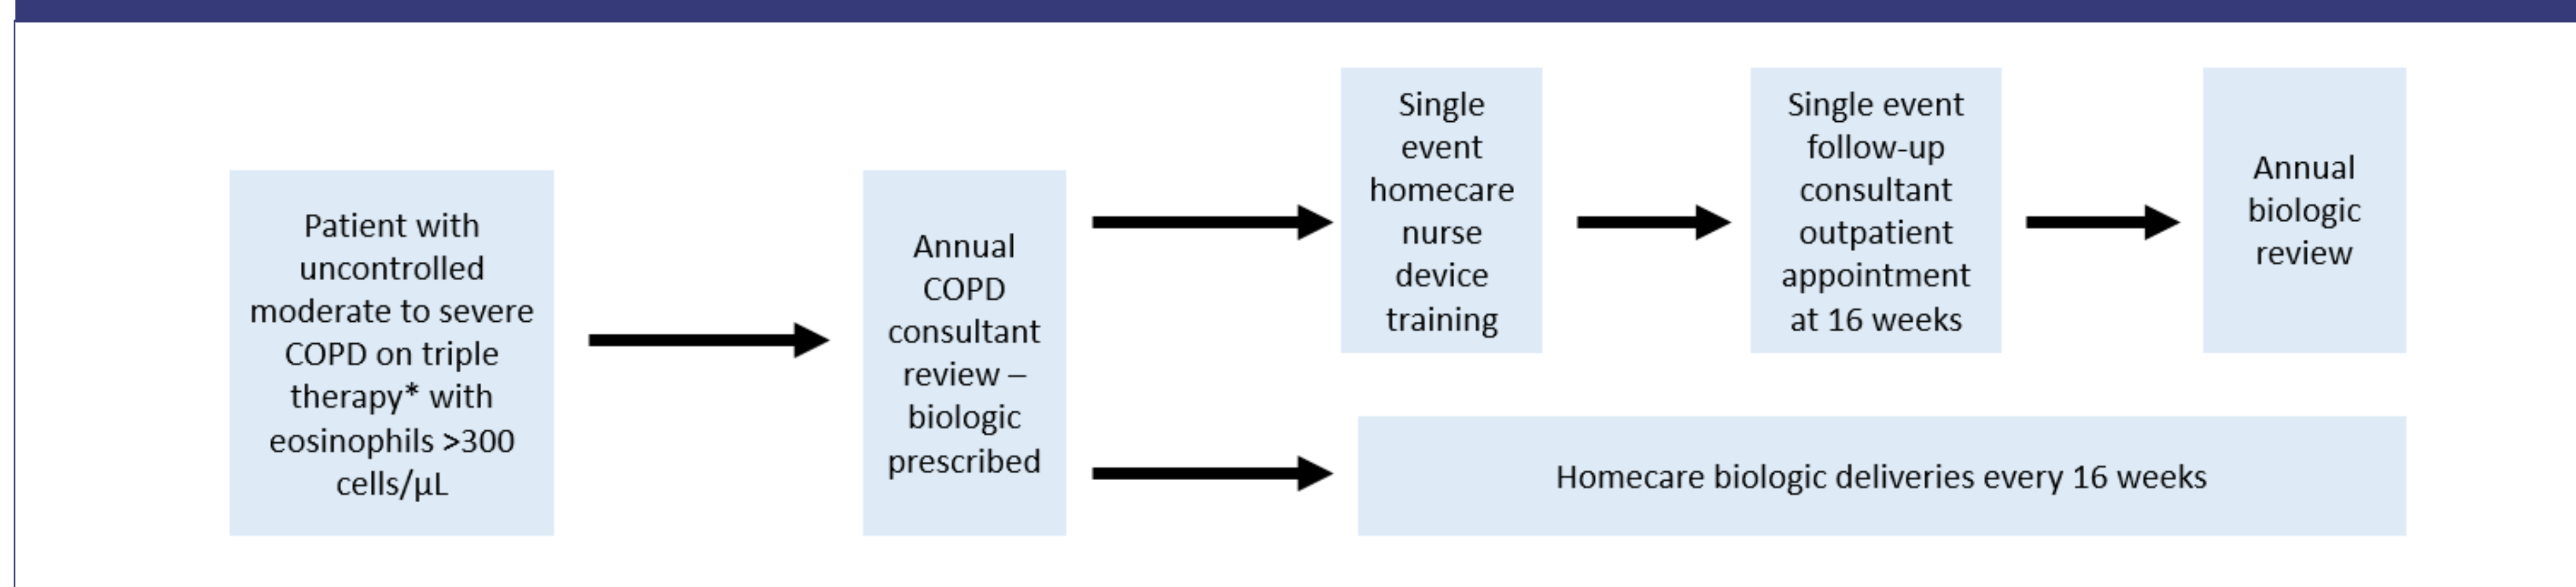 Patient with
uncontrolled
moderate to severe
COPD on triple
therapy* with
eosinophils >300
cells/μL
Annual
COPD
consultant
review –
biologic
prescribed
Single
event
homecare
nurse
device
training
Single event
follow-up
consultant
outpatient
appointment
at 16 weeks
Annual
biologic
review
Homecare biologic deliveries every 16 weeks